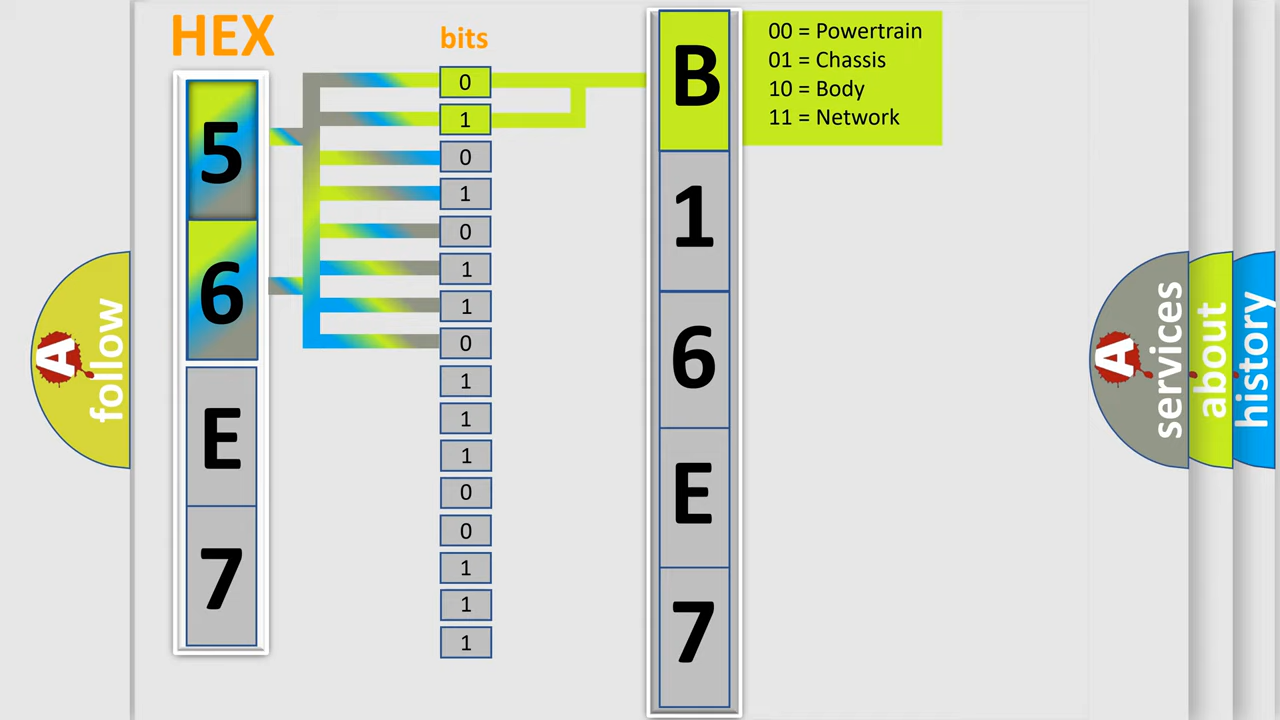 HEX
bits
5
6
E
7
0
1
0
1
0
1
1
0
1
1
1
0
0
1
1
1
B
1
6
E
7
00 = Powertrain
01 = Chassis
10 = Body
11 = Network
A
follow
A
services
about
history